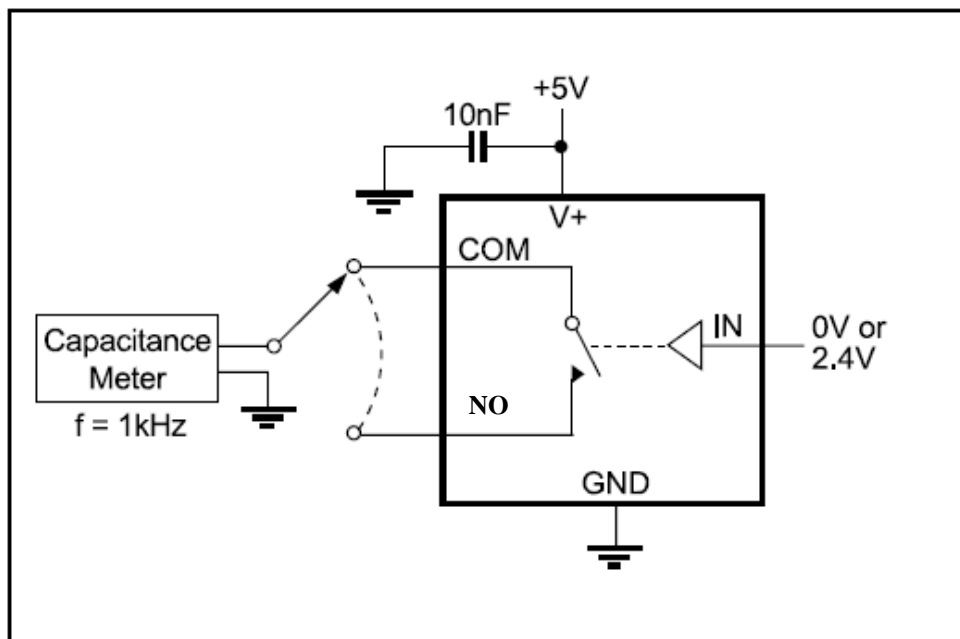 +5V
10nF
V+
COM
IN
0V or
2.4V
Capacitance
Meter
f = 1kHz
NO
GND